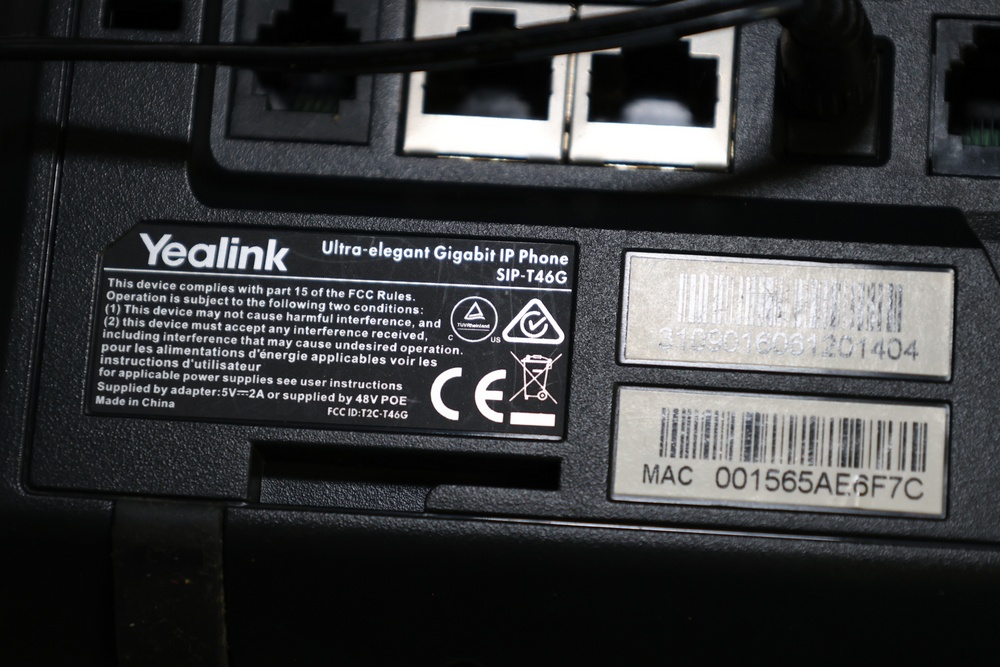 Yealink
Ultra-elegant Gigabit IP Phone
SIP-T46G
This device complies with part 15 of the FCC Rules.
Operation is subject to the following two conditions:
(1) This device may not cause harmful interference, and
(2) this device must accept any interference received,
including interference that may cause undesired operation.
pour les alimentations d'énergie applicables voir les
instructions d'utilisateur
for applicable power supplies see user instructions
Supplied by adapter:5V⎓2A or supplied by 48V POE
Made in China
FCC ID:T2C-T46G
TÜVRheinland
C US
CE
MAC 001565AE6F7C